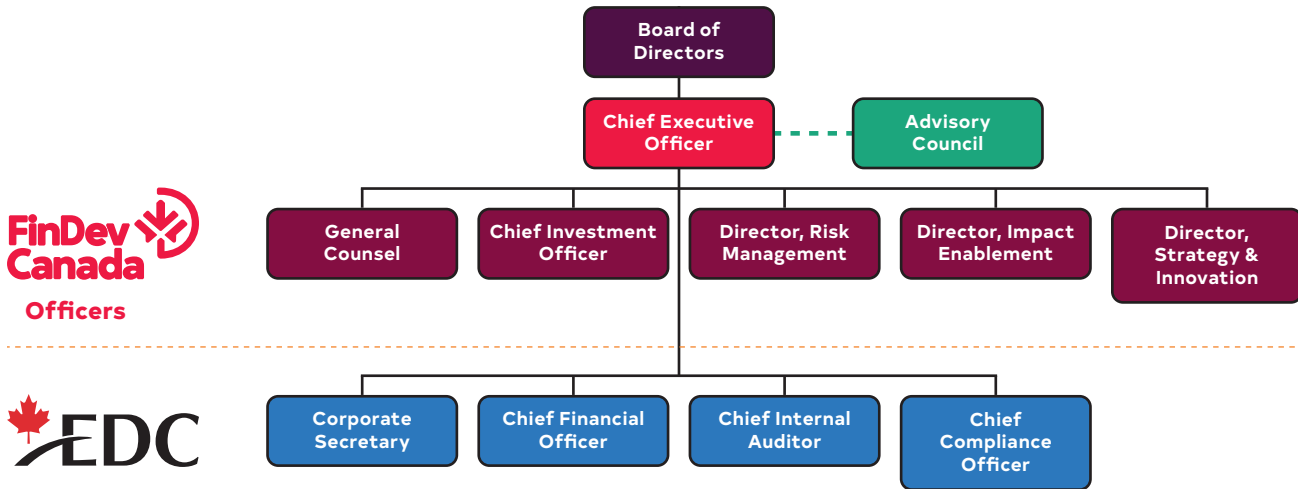 Board of
Directors
Chief Executive
Officer
Advisory
Council
FinDev
Canada
Officers
General
Counsel
Chief Investment
Officer
Director, Risk
Management
Director, Impact
Enablement
Director,
Strategy &
Innovation
EDC
Corporate
Secretary
Chief Financial
Officer
Chief Internal
Auditor
Chief
Compliance
Officer